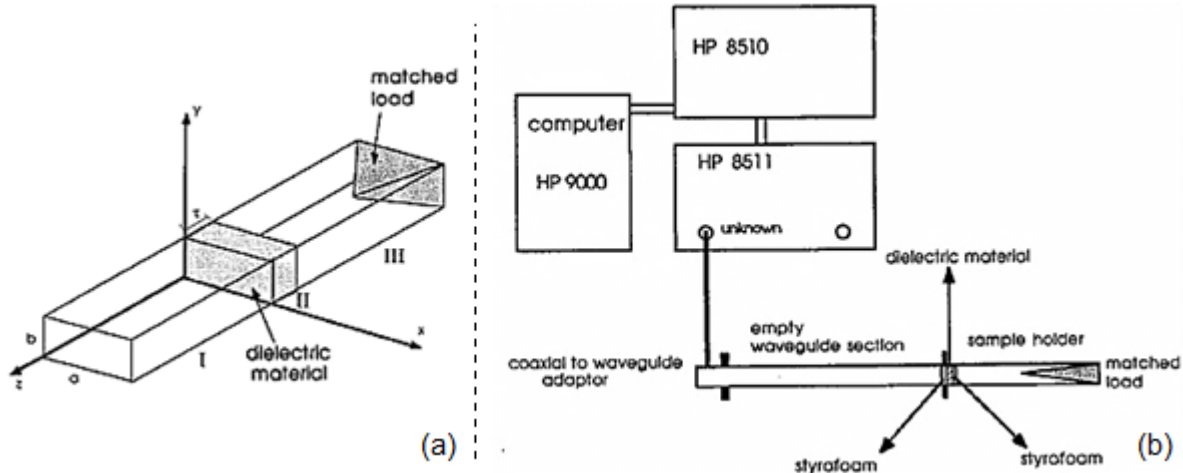 matched
load
Y
τ
III
II
x
b
I
dielectric
material
z
a
(a)
HP 8510
computer
HP 9000
HP 8511
unknown
dielectric material
empty
waveguide section
sample holder
coaxial to waveguide
adaptor
matched
load
styrofoam
styrofoam
(b)